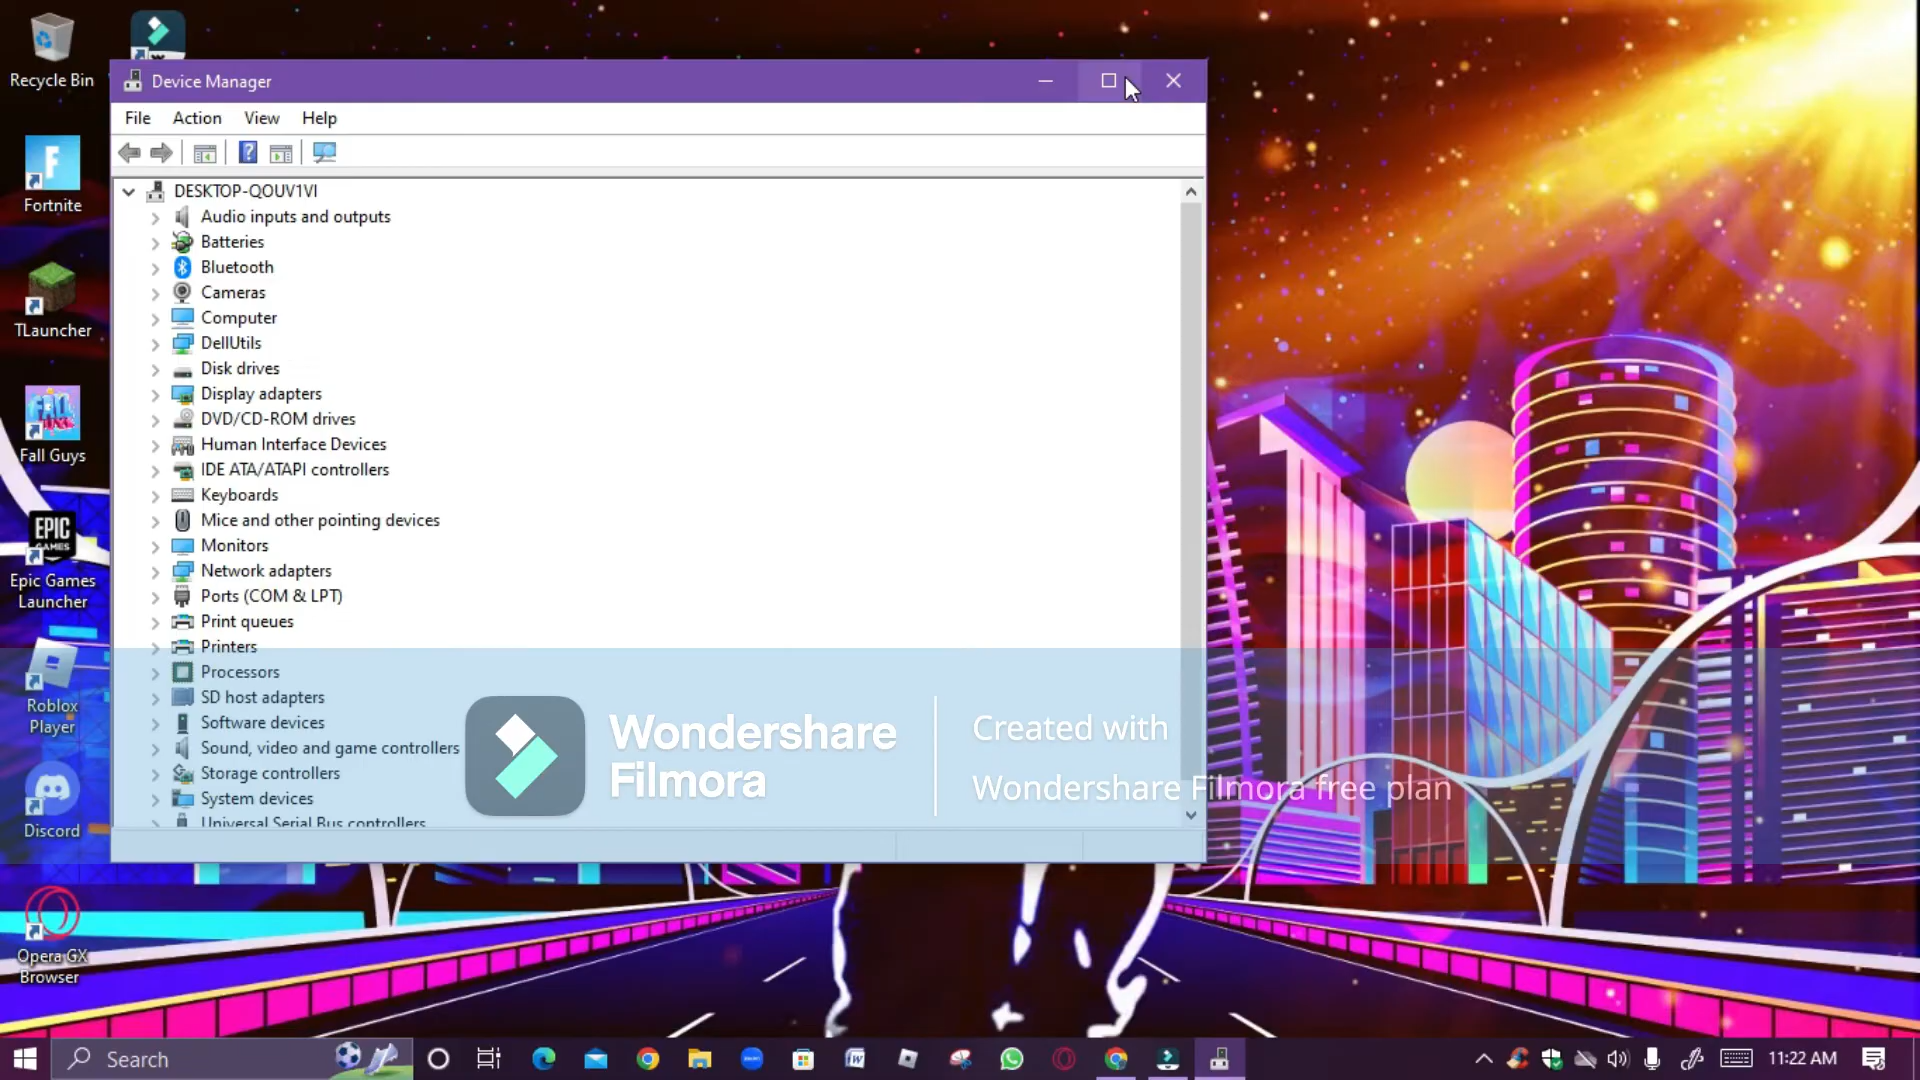 Recycle Bin
Device Manager
File Action View Help
DESKTOP-QOUV1VI
Audio inputs and outputs
Batteries
Bluetooth
Cameras
Computer
DellUtils
Disk drives
Display adapters
DVD/CD-ROM drives
Human Interface Devices
IDE ATA/ATAPI controllers
Keyboards
Mice and other pointing devices
Monitors
Network adapters
Ports (COM & LPT)
Print queues
Printers
Processors
SD host adapters
Software devices
Sound, video and game controllers
Storage controllers
System devices
Universal Serial Bus controllers
Fortnite
TLauncher
FALL
Fall Guys
EPIC
GAMES
Epic Games
Launcher
Roblox
Player
Discord
Opera GX
Browser
Wondershare
Filmora
Created with
Wondershare Filmora free plan
Search
11:22 AM